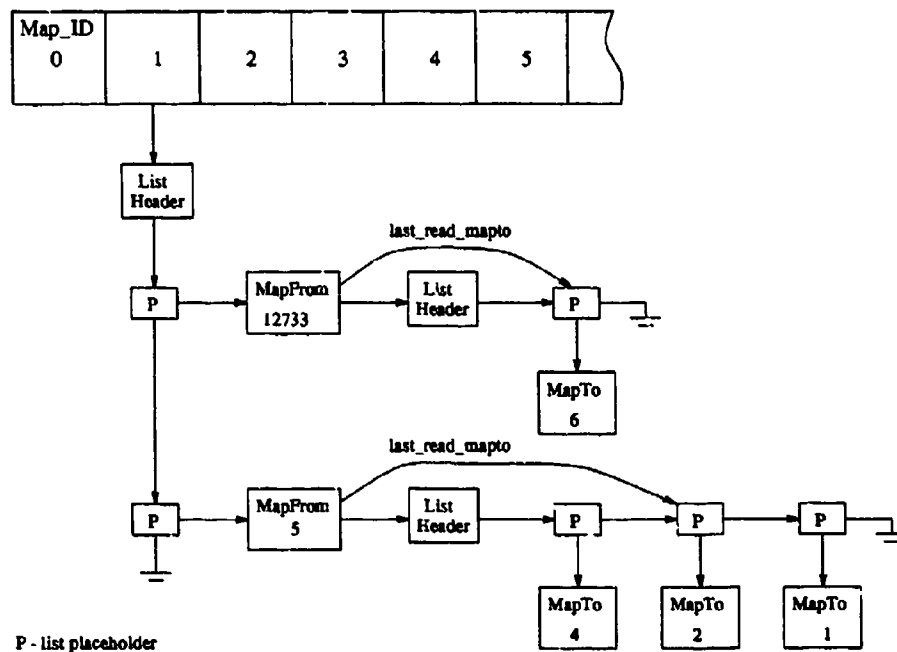 Map_ID
0 1 2 3 4 5
List
Header
last_read_mapto
P MapFrom List P
12733 Header
MapTo
6
last_read_mapto
P MapFrom List P P P
5 Header
MapTo MapTo MapTo
4 2 1
P - list placeholder